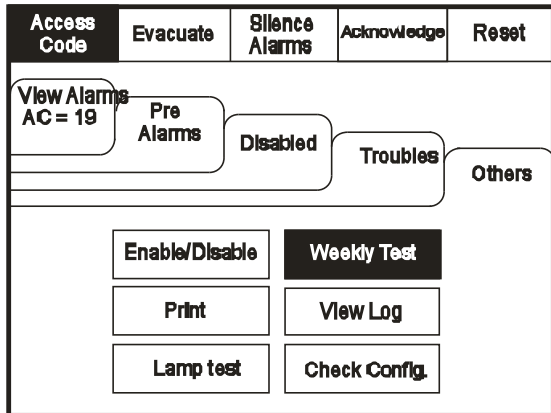 Access Code
Evacuate
Silence Alarms
Acknowledge
Reset
View Alarms
AC = 19
Pre Alarms
Disabled
Troubles
Others
Enable/Disable
Weekly Test
Print
View Log
Lamp test
Check Config.